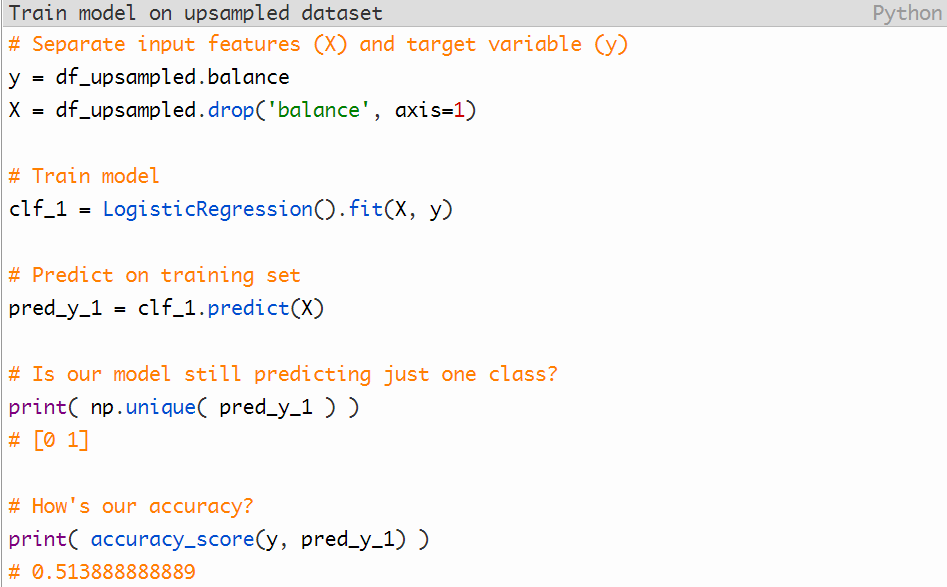 Train model on upsampled dataset Python
# Separate input features (X) and target variable (y)
y = df_upsampled.balance
X = df_upsampled.drop('balance', axis=1)
# Train model
clf_1 = LogisticRegression().fit(X, y)
# Predict on training set
pred_y_1 = clf_1.predict(X)
# Is our model still predicting just one class?
print( np.unique( pred_y_1 ) )
# [0 1]
# How's our accuracy?
print( accuracy_score(y, pred_y_1) )
# 0.513888888889